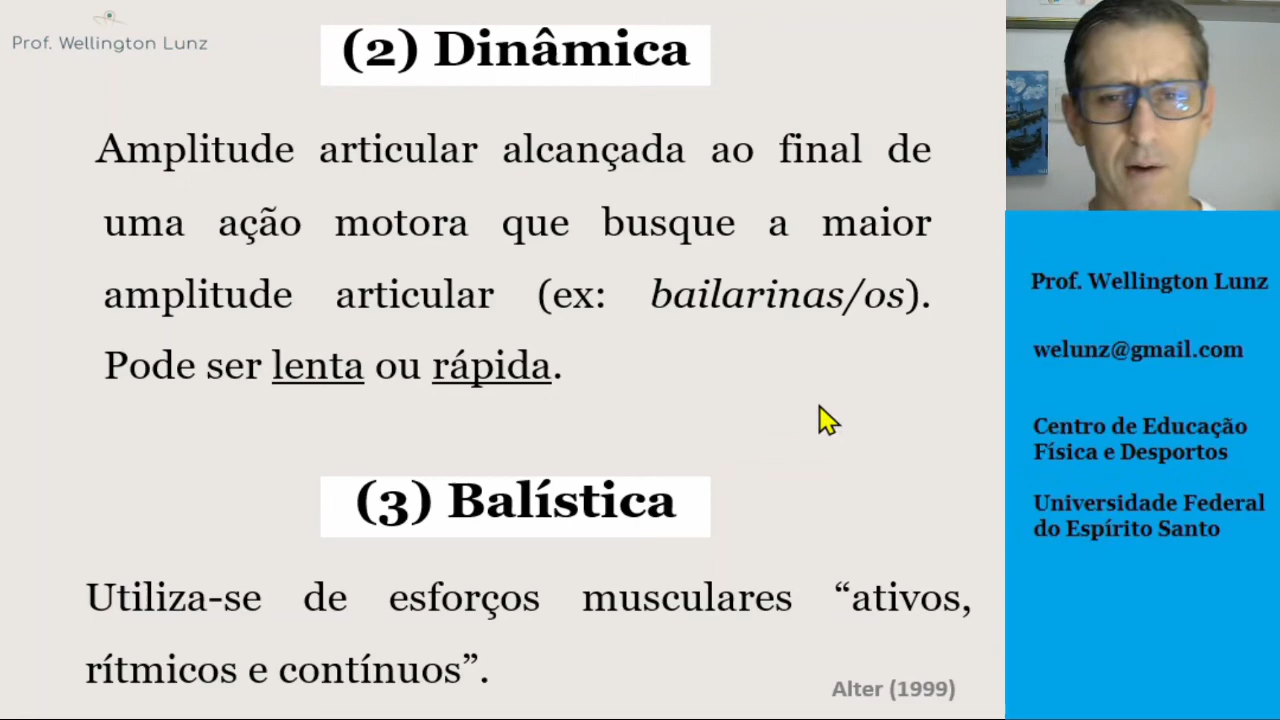 Prof. Wellington Lunz
(2) Dinâmica
Amplitude articular alcançada ao final de
uma ação motora que busque a maior
amplitude articular (ex: bailarinas/os).
Pode ser lenta ou rápida.
(3) Balística
Utiliza-se de esforços musculares “ativos,
rítmicos e contínuos”.
Alter (1999)
Prof. Wellington Lunz
welunz@gmail.com
Centro de Educação
Física e Desportos
Universidade Federal
do Espírito Santo